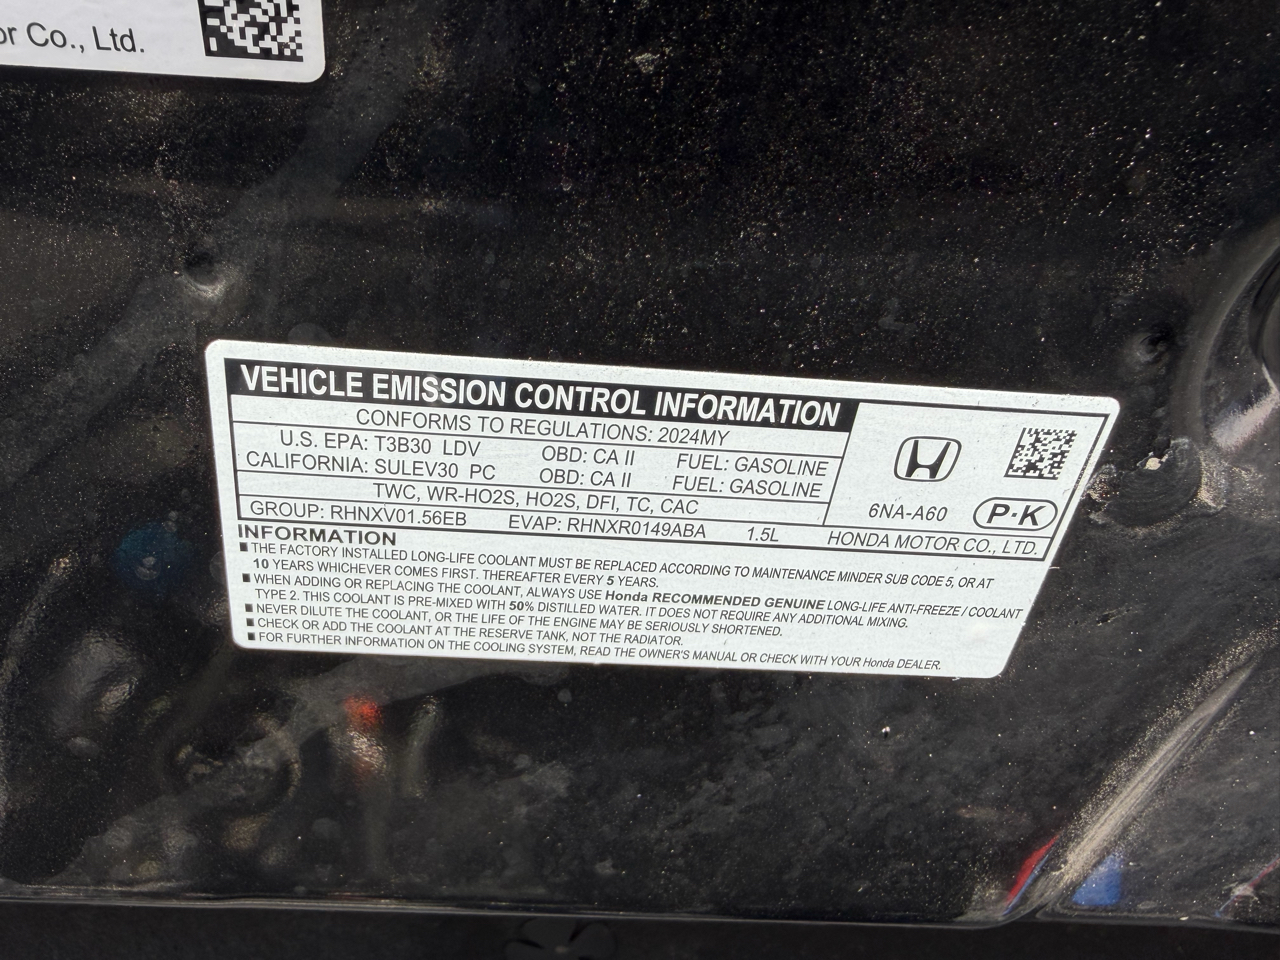 or Co., Ltd.
VEHICLE EMISSION CONTROL INFORMATION
CONFORMS TO REGULATIONS: 2024MY
U.S. EPA: T3B30 LDV OBD: CA II FUEL: GASOLINE
CALIFORNIA: SULEV30 PC OBD: CA II FUEL: GASOLINE
TWC, WR-HO2S, HO2S, DFI, TC, CAC
GROUP: RHNXV01.56EB EVAP: RHNXR0149ABA 1.5L
6NA-A60 P·K
HONDA MOTOR CO., LTD.
INFORMATION
■ THE FACTORY INSTALLED LONG-LIFE COOLANT MUST BE REPLACED ACCORDING TO MAINTENANCE MINDER SUB CODE 5, OR AT
10 YEARS WHICHEVER COMES FIRST. THEREAFTER EVERY 5 YEARS.
■ WHEN ADDING OR REPLACING THE COOLANT, ALWAYS USE Honda RECOMMENDED GENUINE LONG-LIFE ANTI-FREEZE / COOLANT
TYPE 2. THIS COOLANT IS PRE-MIXED WITH 50% DISTILLED WATER. IT DOES NOT REQUIRE ANY ADDITIONAL MIXING.
■ NEVER DILUTE THE COOLANT, OR THE LIFE OF THE ENGINE MAY BE SERIOUSLY SHORTENED.
■ CHECK OR ADD THE COOLANT AT THE RESERVE TANK, NOT THE RADIATOR.
■ FOR FURTHER INFORMATION ON THE COOLING SYSTEM, READ THE OWNER'S MANUAL OR CHECK WITH YOUR Honda DEALER.